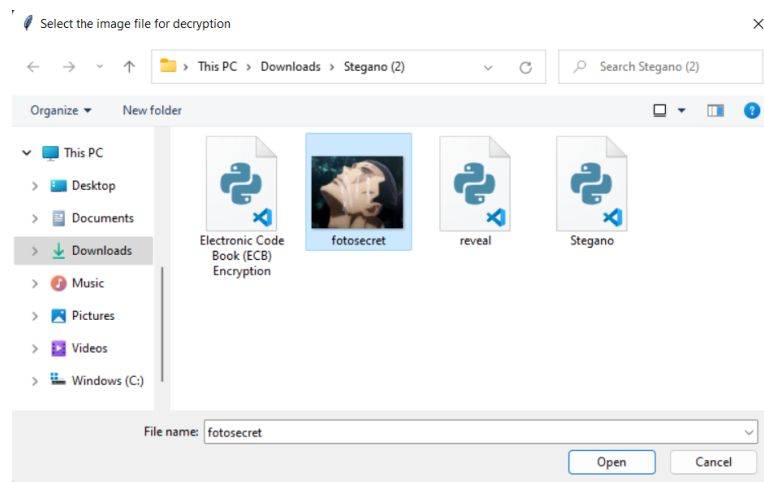 Select the image file for decryption
This PC > Downloads > Stegano (2)
Search Stegano (2)
Organize
New folder
This PC
Desktop
Documents
Downloads
Music
Pictures
Videos
Windows (C:)
Electronic Code
Book (ECB)
Encryption
fotosecret
reveal
Stegano
File name: fotosecret
Open
Cancel